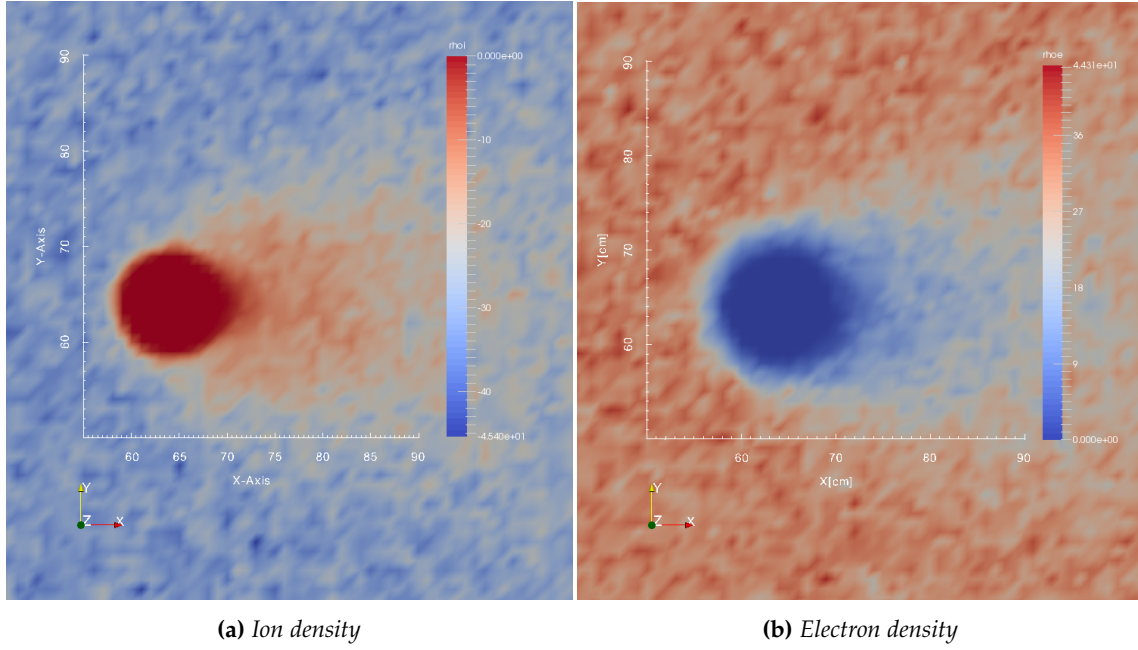 rhoi
0.000e+00
-10
-20
-30
-40
-4.540e+01
90
80
70
60
Y-Axis
60
65
70
75
80
85
90
X-Axis
Y
Z
X
rhoe
4.431e+01
36
27
18
9
0.000e+00
90
80
70
60
Y[cm]
60
70
80
90
X[cm]
Y
Z
X
(a) Ion density
(b) Electron density